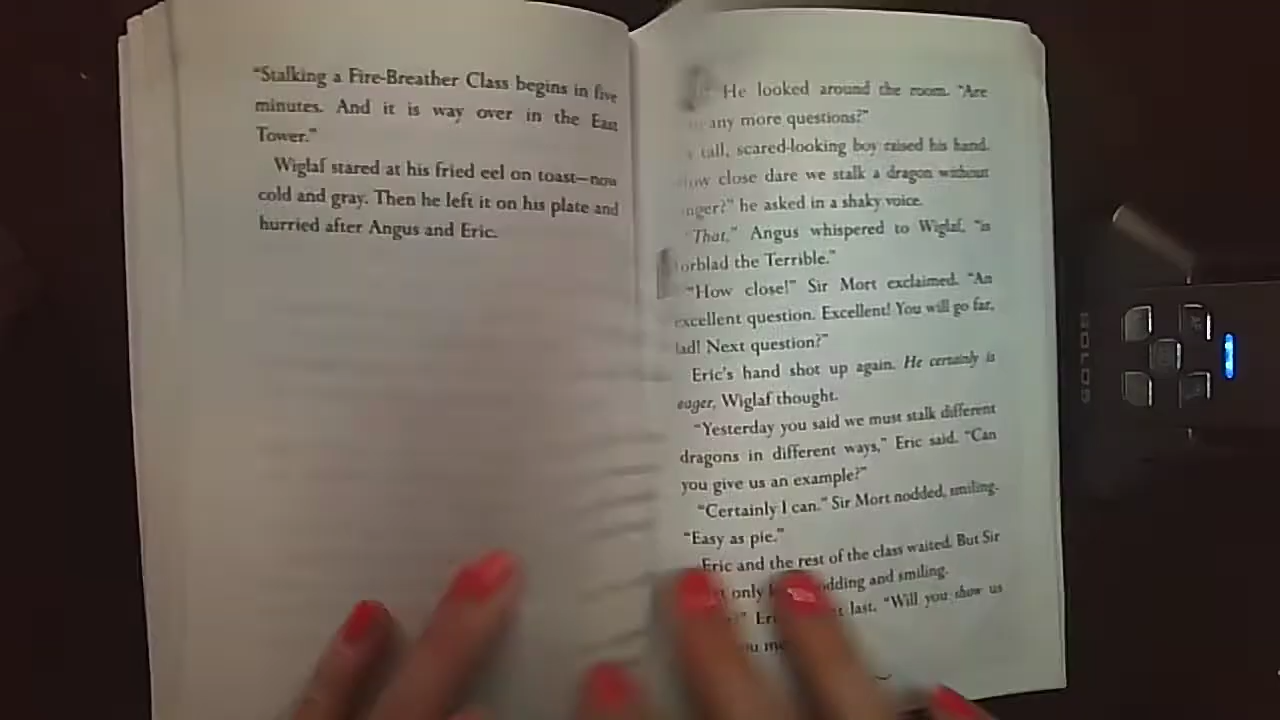 "Stalking a Fire-Breather Class begins in five
minutes. And it is way over in the East
Tower."
Wiglaf stared at his fried eel on toast—now
cold and gray. Then he left it on his plate and
hurried after Angus and Eric.
He looked around the room. "Are
any more questions?"
tall, scared-looking boy raised his hand.
close dare we stalk a dragon without
he asked in a shaky voice.
"That," Angus whispered to Wiglaf, "is
orblad the Terrible."
"How close!" Sir Mort exclaimed. "An
excellent question. Excellent! You will go far,
lad! Next question?"
Eric's hand shot up again. He certainly is
eager, Wiglaf thought.
"Yesterday you said we must stalk different
dragons in different ways," Eric said. "Can
you give us an example?"
"Certainly I can." Sir Mort nodded, smiling.
"Easy as pie."
Eric and the rest of the class waited. But Sir
only and smiling.
last. "Will you show us
SOLO8
AF